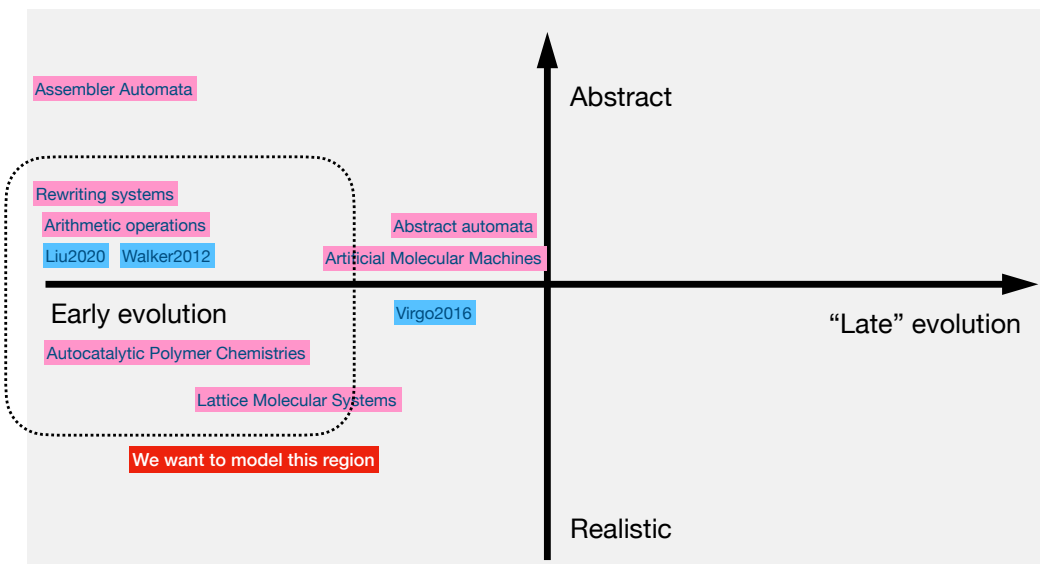 Assembler Automata
Abstract
Rewriting systems
Arithmetic operations
Abstract automata
Liu2020
Walker2012
Artificial Molecular Machines
Early evolution
Virgo2016
“Late” evolution
Autocatalytic Polymer Chemistries
Lattice Molecular Systems
We want to model this region
Realistic